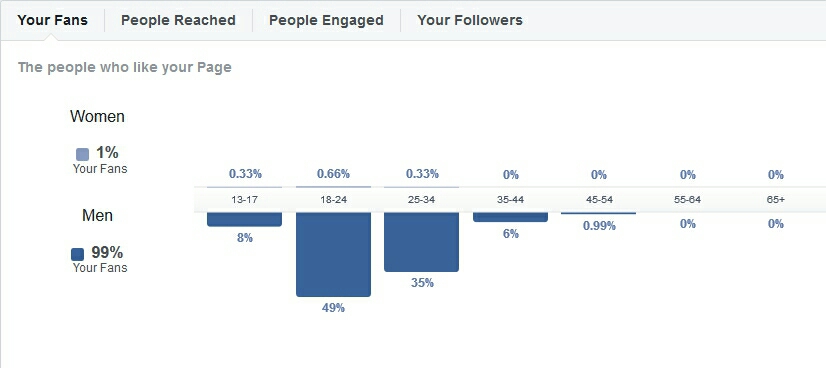 Your Fans People Reached People Engaged Your Followers
The people who like your Page
Women
1%
Your Fans
0.33% 0.66% 0.33% 0% 0% 0% 0%
13-17 18-24 25-34 35-44 45-54 55-64 65+
Men
99%
Your Fans
8% 49% 35% 6% 0.99% 0% 0%